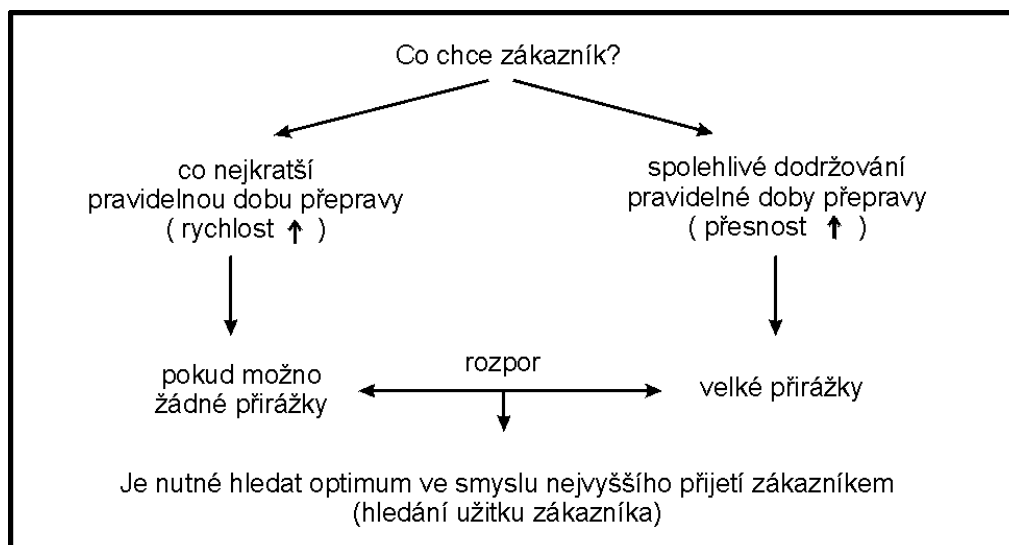 Co chce zákazník?
co nejkratší
pravidelnou dobu přepravy
( rychlost ↑ )
spolehlivé dodržování
pravidelné doby přepravy
( přesnost ↑ )
pokud možno
žádné přirážky
rozpor
velké přirážky
Je nutné hledat optimum ve smyslu nejvyššího přijetí zákazníkem
(hledání užitku zákazníka)